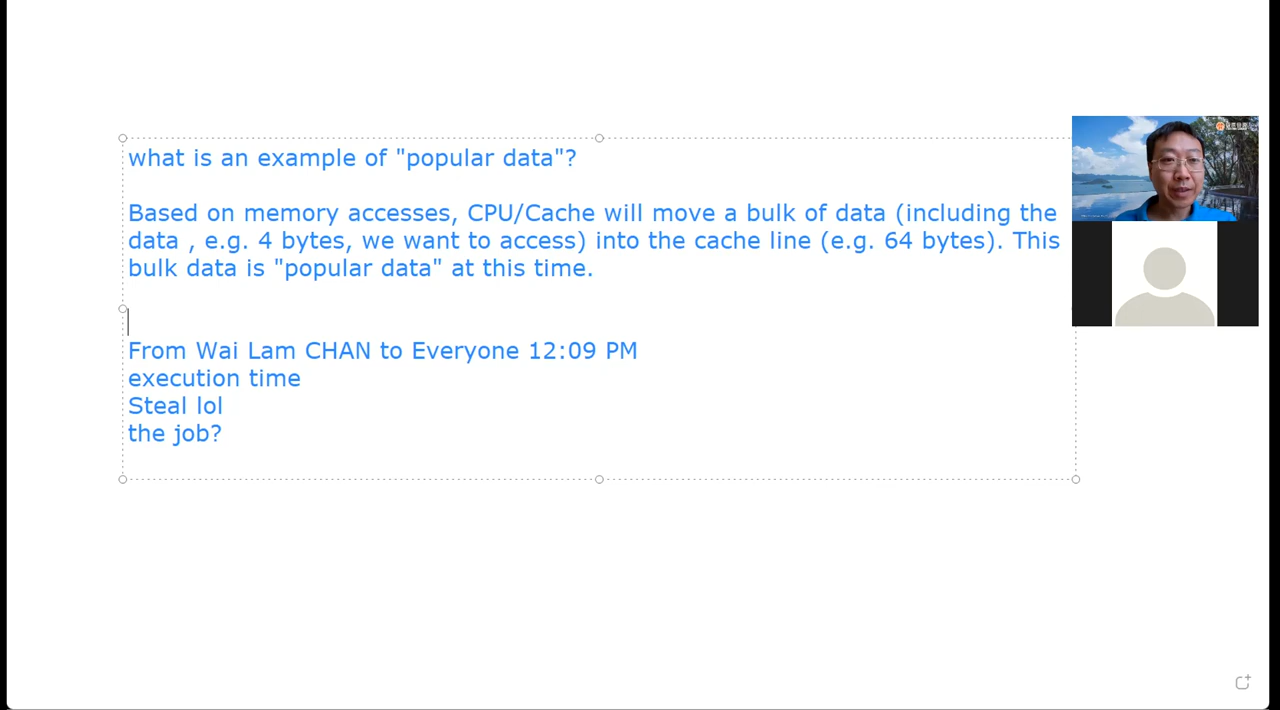 what is an example of "popular data"?
Based on memory accesses, CPU/Cache will move a bulk of data (including the
data , e.g. 4 bytes, we want to access) into the cache line (e.g. 64 bytes). This
bulk data is "popular data" at this time.
From Wai Lam CHAN to Everyone 12:09 PM
execution time
Steal lol
the job?